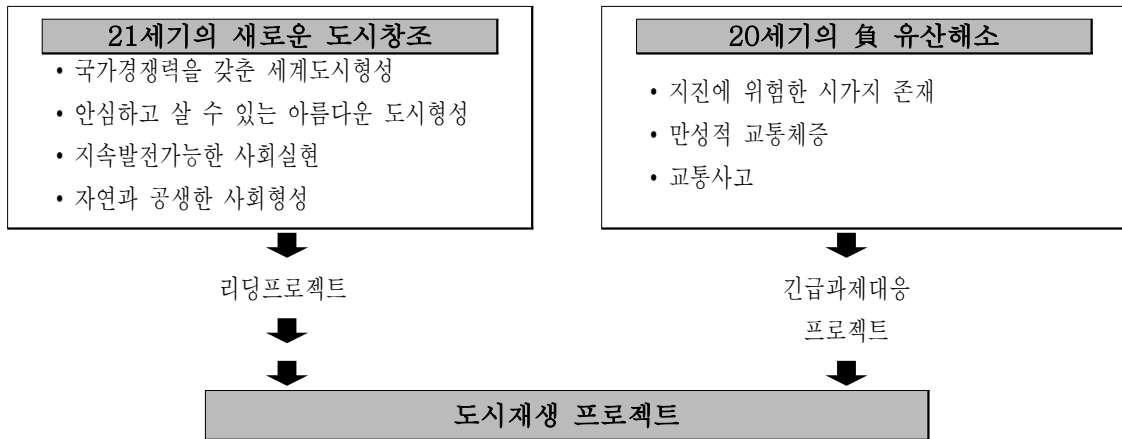 21세기의 새로운 도시창조
• 국가경쟁력을 갖춘 세계도시형성
• 안심하고 살 수 있는 아름다운 도시형성
• 지속발전가능한 사회실현
• 자연과 공생한 사회형성
20세기의 負 유산해소
• 지진에 위험한 시가지 존재
• 만성적 교통체증
• 교통사고
리딩프로젝트
긴급과제대응
프로젝트
도시재생 프로젝트